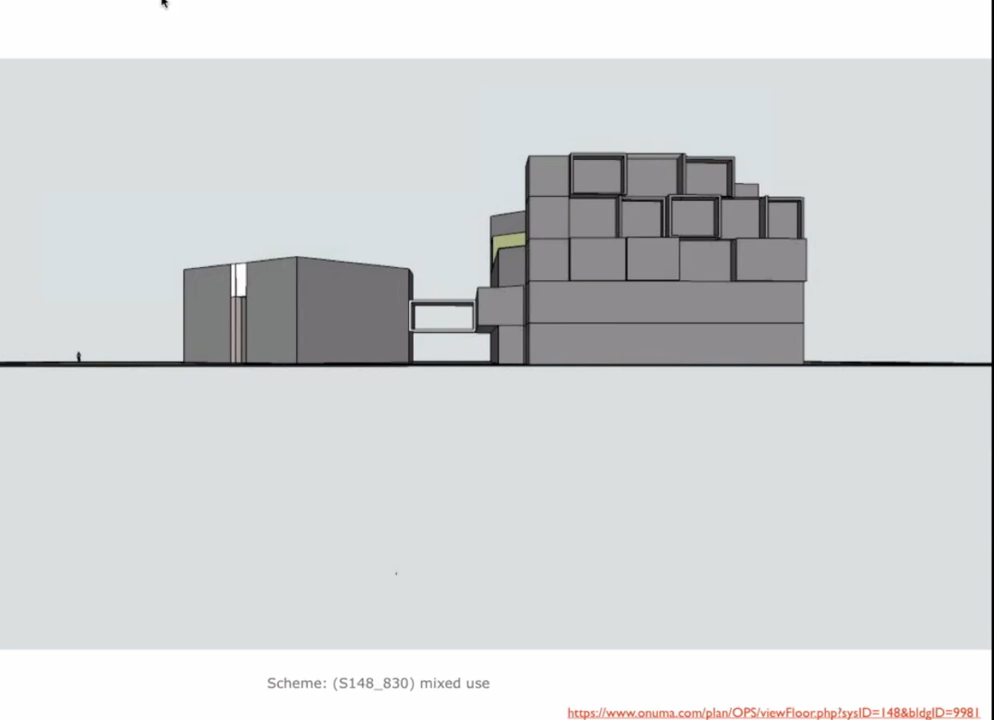 Scheme: (S148_830) mixed use
https://www.onuma.com/plan/OPS/viewFloor.php?sysID=148&bldgID=9981